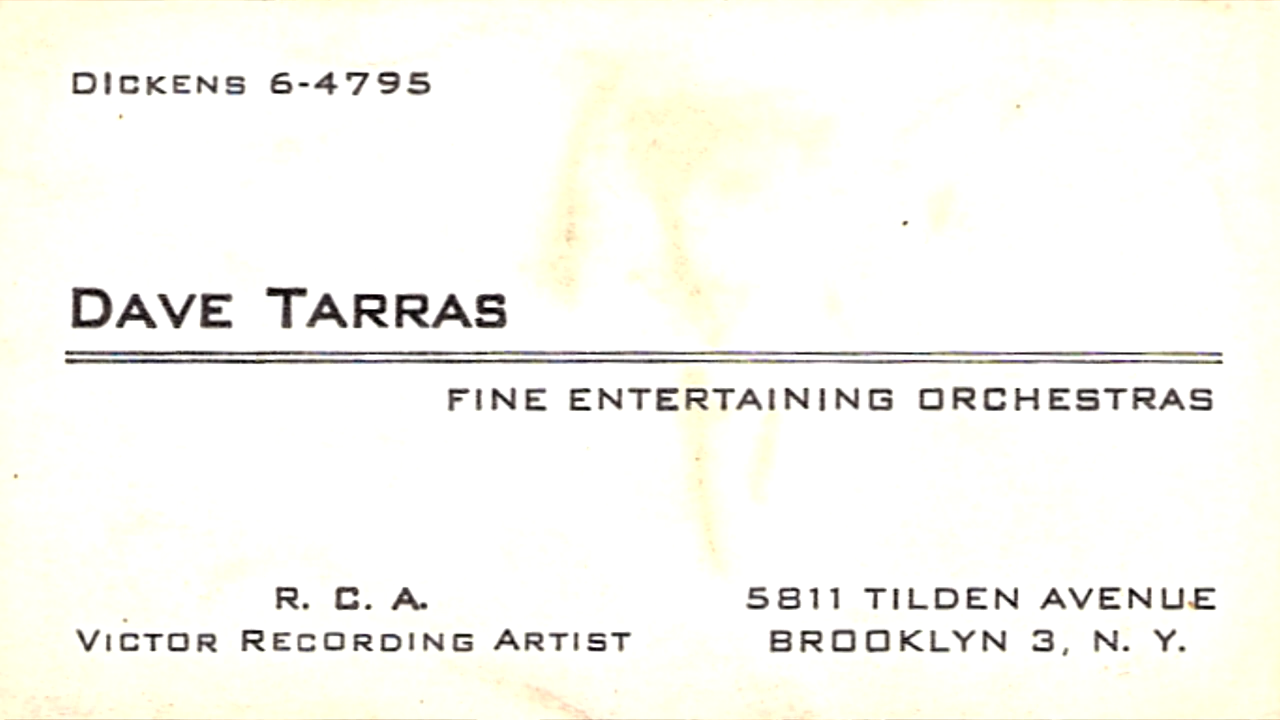 DICKENS 6-4795
DAVE TARRAS
FINE ENTERTAINING ORCHESTRAS
R. C. A.
VICTOR RECORDING ARTIST
5811 TILDEN AVENUE
BROOKLYN 3, N. Y.